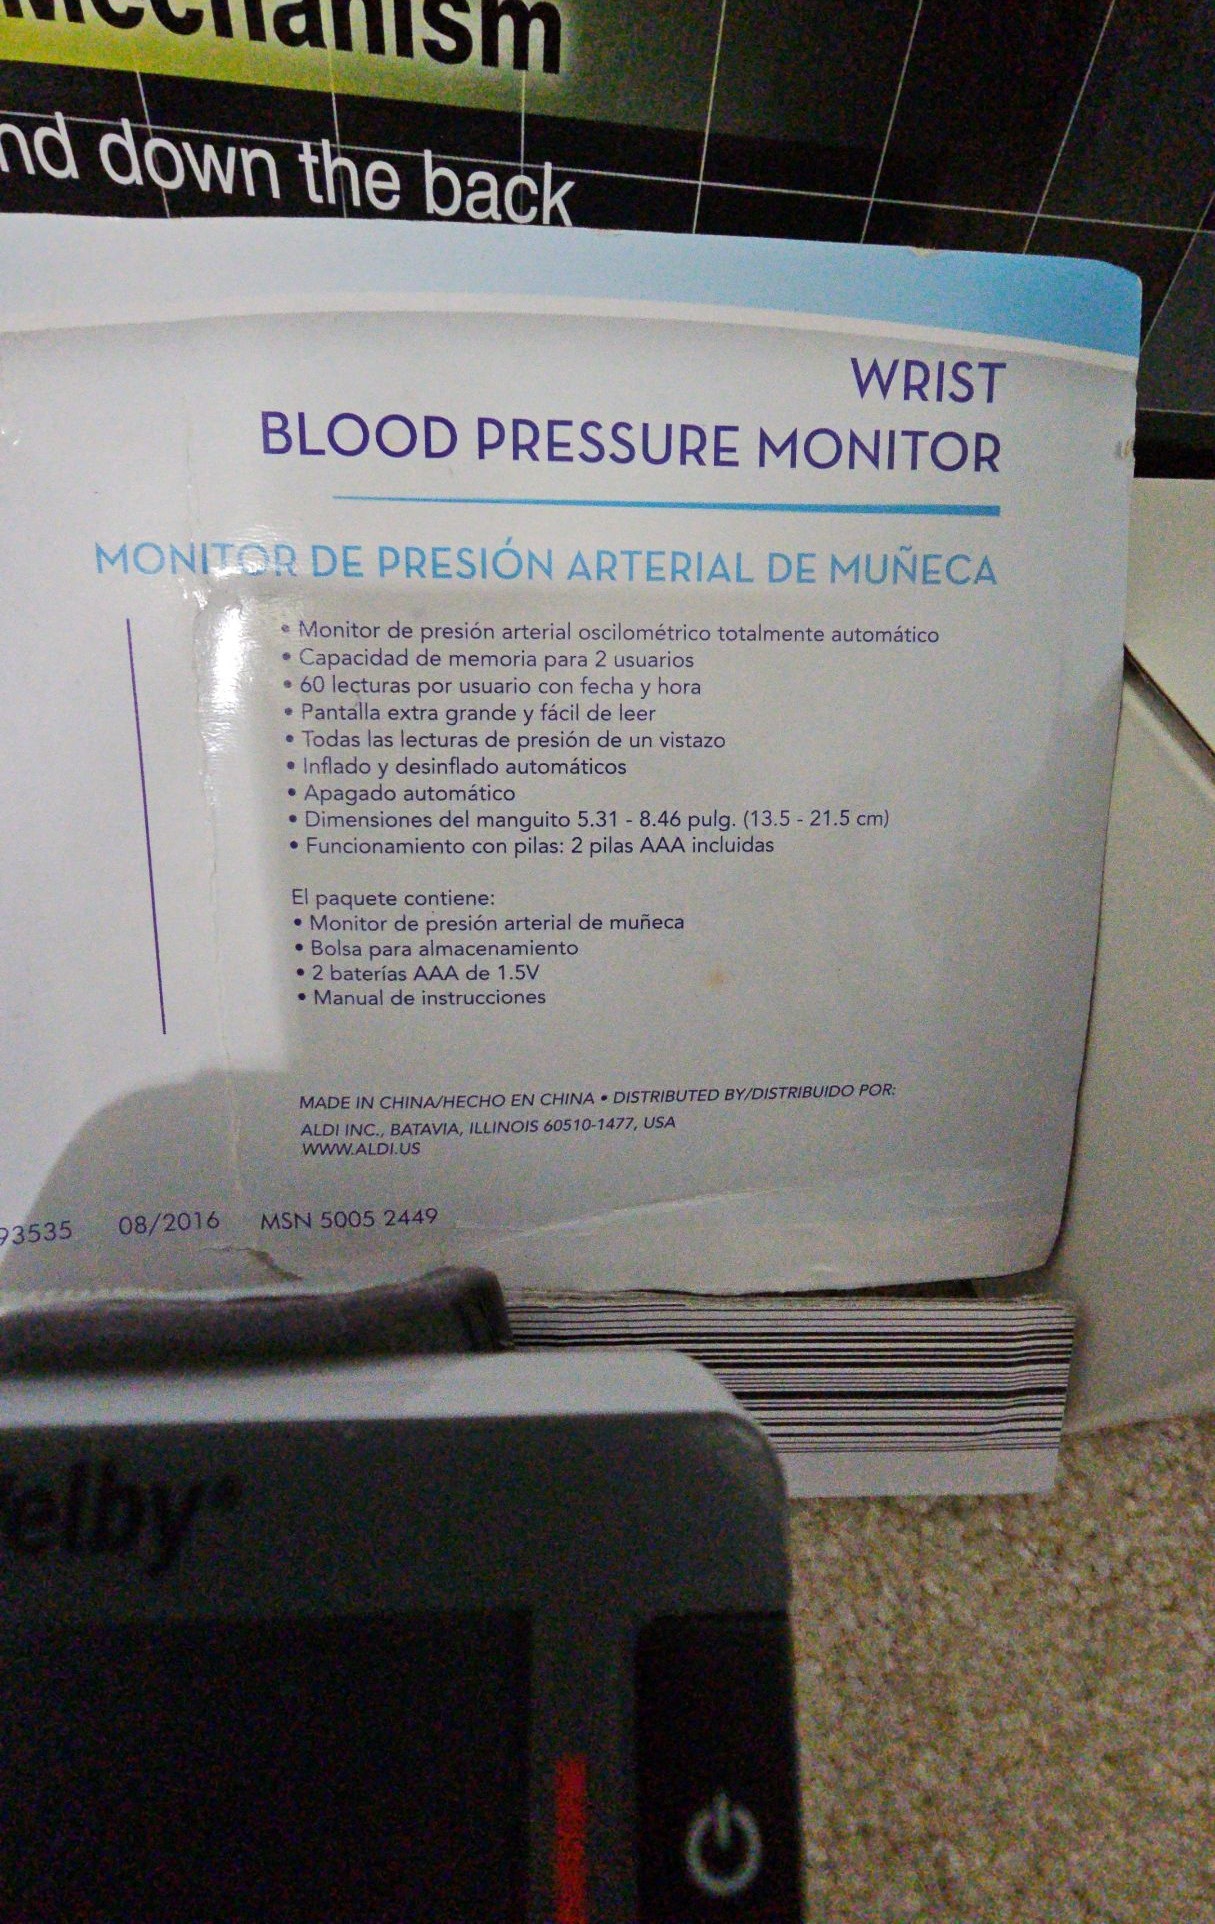 Mechanism
nd down the back
WRIST
BLOOD PRESSURE MONITOR
MONITOR DE PRESIÓN ARTERIAL DE MUÑECA
• Monitor de presión arterial oscilométrico totalmente automático
• Capacidad de memoria para 2 usuarios
• 60 lecturas por usuario con fecha y hora
• Pantalla extra grande y fácil de leer
• Todas las lecturas de presión de un vistazo
• Inflado y desinflado automáticos
• Apagado automático
• Dimensiones del manguito 5.31 - 8.46 pulg. (13.5 - 21.5 cm)
• Funcionamiento con pilas: 2 pilas AAA incluidas
El paquete contiene:
• Monitor de presión arterial de muñeca
• Bolsa para almacenamiento
• 2 baterías AAA de 1.5V
• Manual de instrucciones
MADE IN CHINA/HECHO EN CHINA • DISTRIBUTED BY/DISTRIBUIDO POR:
ALDI INC., BATAVIA, ILLINOIS 60510-1477, USA
WWW.ALDI.US
93535 08/2016 MSN 5005 2449
elby®